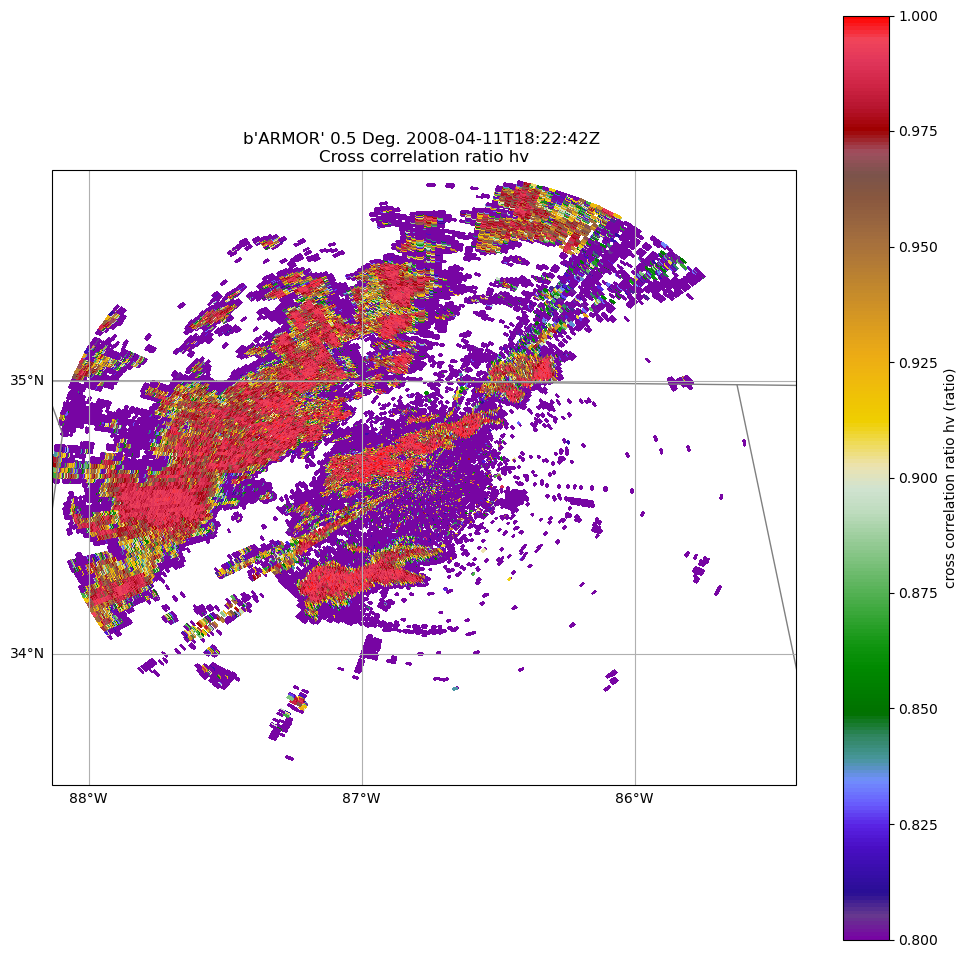 b'ARMOR' 0.5 Deg. 2008-04-11T18:22:42Z
Cross correlation ratio hv
35°N
34°N
88°W
87°W
86°W
1.000
0.975
0.950
0.925
0.900
0.875
0.850
0.825
0.800
cross correlation ratio hv (ratio)